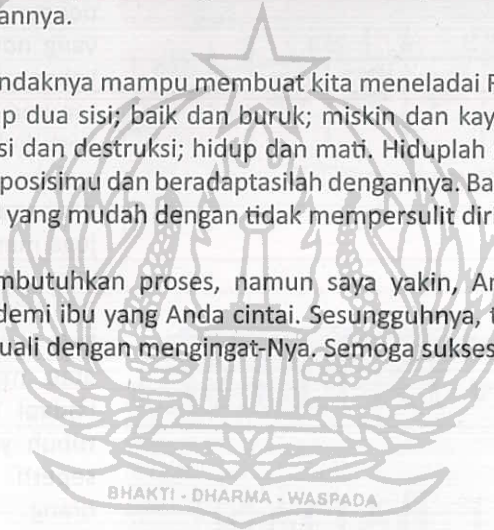 annya.
ndaknya mampu membuat kita meneladai
p dua sisi; baik dan buruk; miskin dan kay
si dan destruksi; hidup dan mati. Hiduplah
posisimu dan beradaptasilah dengannya. Ba
yang mudah dengan tidak mempersulit dir
mbutuhkan proses, namun saya yakin, An
demi ibu yang Anda cintai. Sesungguhnya, t
uali dengan mengingat-Nya. Semoga sukses
BHAKTI - DHARMA - WASPADA